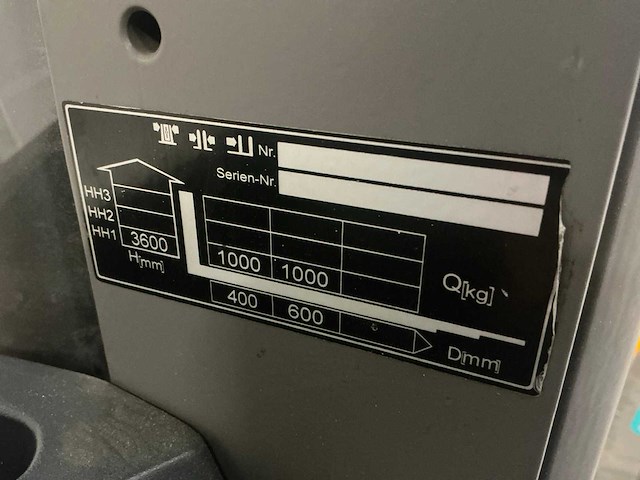 Nr.
Serien-Nr.
HH3
HH2
HH1 3600
H[mm]
1000 1000
Q[kg]
400 600
D[mm]